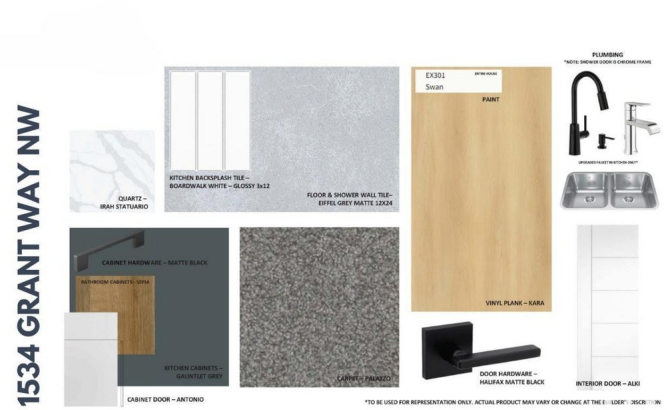 1534 GRANT WAY NW
QUARTZ –
IRAH STATUARIO
KITCHEN BACKSPLASH TILE –
BOARDWALK WHITE – GLOSSY 3x12
FLOOR & SHOWER WALL TILE–
EIFFEL GREY MATTE 12X24
EX301
ENTIRE HOUSE
Swan
PAINT
VINYL PLANK – KARA
PLUMBING
*NOTE: SHOWER DOOR IS CHROME FRAME
UPGRADED FAUCET IN KITCHEN ONLY*
CABINET HARDWARE – MATTE BLACK
BATHROOM CABINETS - SEPIA
KITCHEN CABINETS –
GAUNTLET GREY
CABINET DOOR – ANTONIO
CARPET – PALAZZO
DOOR HARDWARE –
HALIFAX MATTE BLACK
INTERIOR DOOR – ALKI
*TO BE USED FOR REPRESENTATION ONLY. ACTUAL PRODUCT MAY VARY OR CHANGE AT THE BUILDER'S DISCRETION